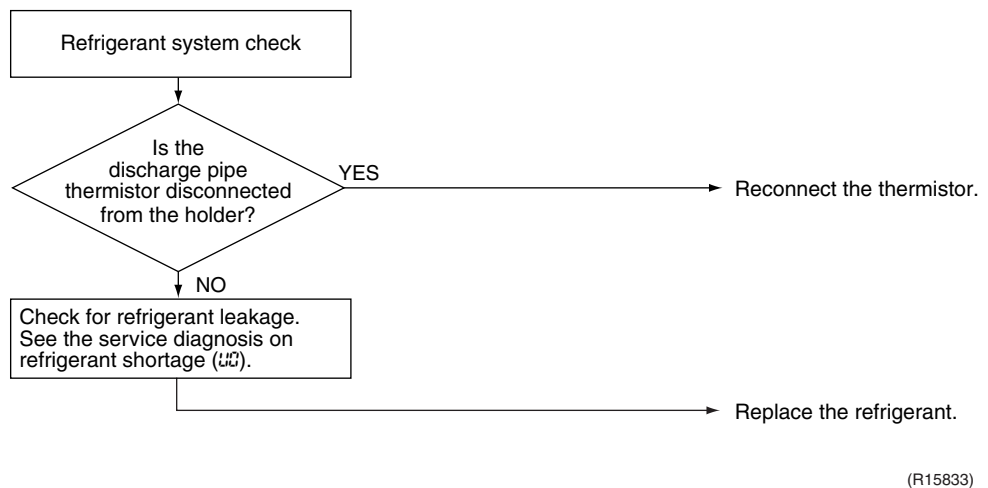 Refrigerant system check
Is the
discharge pipe
thermistor disconnected
from the holder?
YES
Reconnect the thermistor.
NO
Check for refrigerant leakage.
See the service diagnosis on
refrigerant shortage (U0).
Replace the refrigerant.
(R15833)